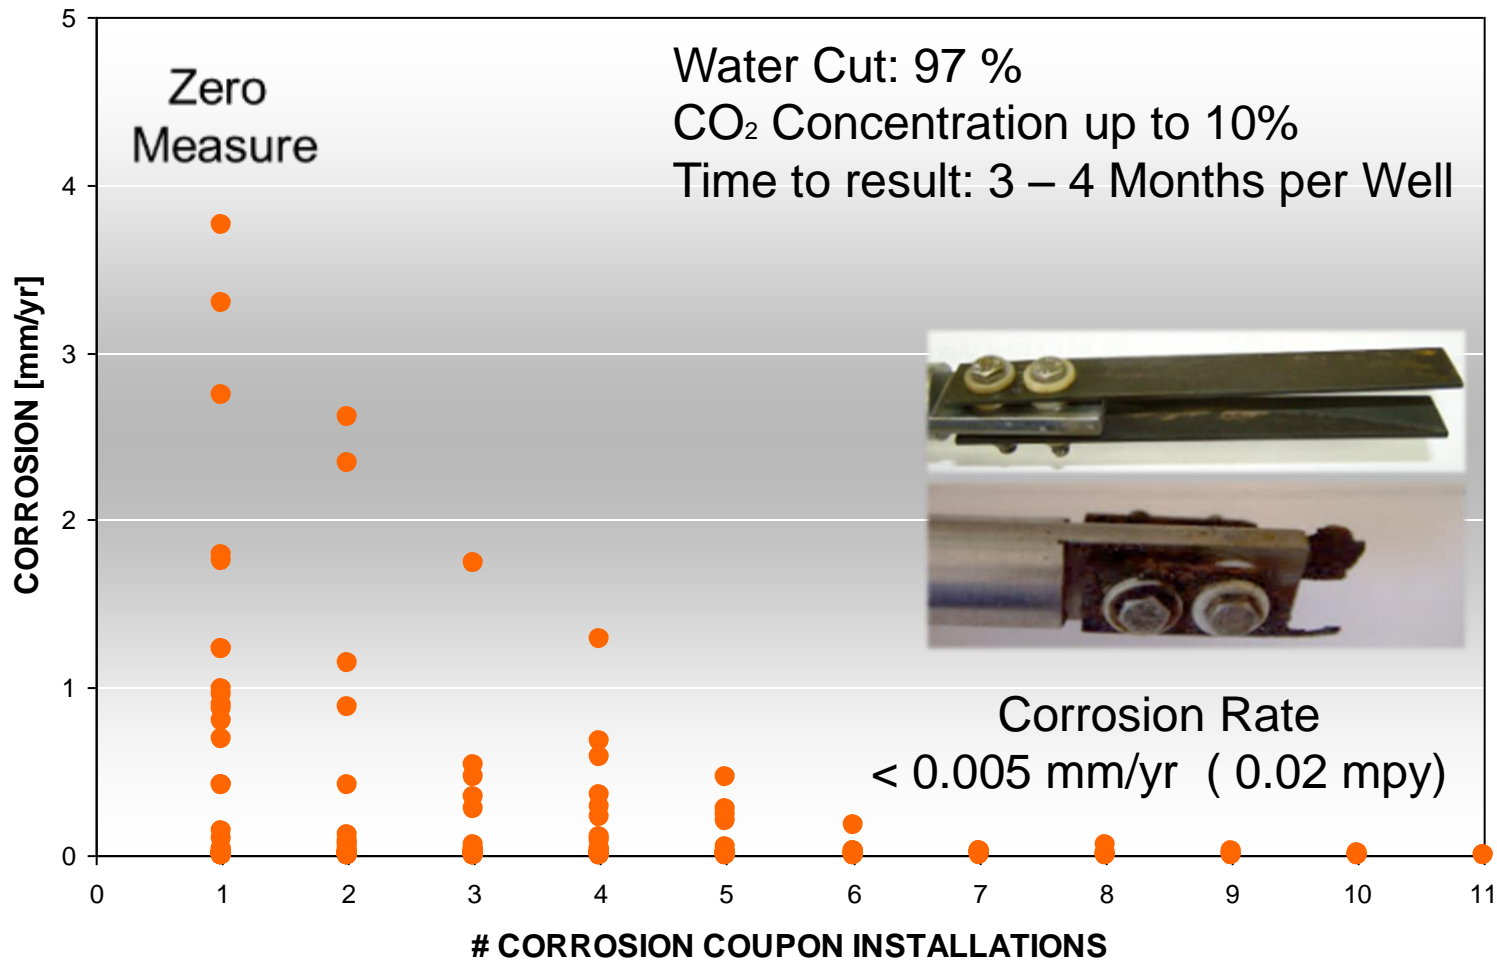 5
4
3
2
1
0
CORROSION [mm/yr]
Zero
Measure
Water Cut: 97 %
CO₂ Concentration up to 10%
Time to result: 3 – 4 Months per Well
Corrosion Rate
< 0.005 mm/yr ( 0.02 mpy)
0 1 2 3 4 5 6 7 8 9 10 11
# CORROSION COUPON INSTALLATIONS